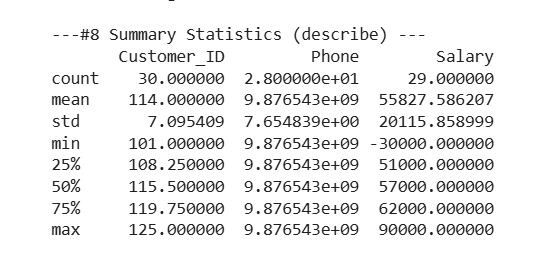 ---#8 Summary Statistics (describe) ---
       Customer_ID         Phone        Salary
count    30.000000  2.800000e+01     29.000000
mean    114.000000  9.876543e+09  55827.586207
std       7.095409  7.654839e+00  20115.858999
min     101.000000  9.876543e+09 -30000.000000
25%     108.250000  9.876543e+09  51000.000000
50%     115.500000  9.876543e+09  57000.000000
75%     119.750000  9.876543e+09  62000.000000
max     125.000000  9.876543e+09  90000.000000